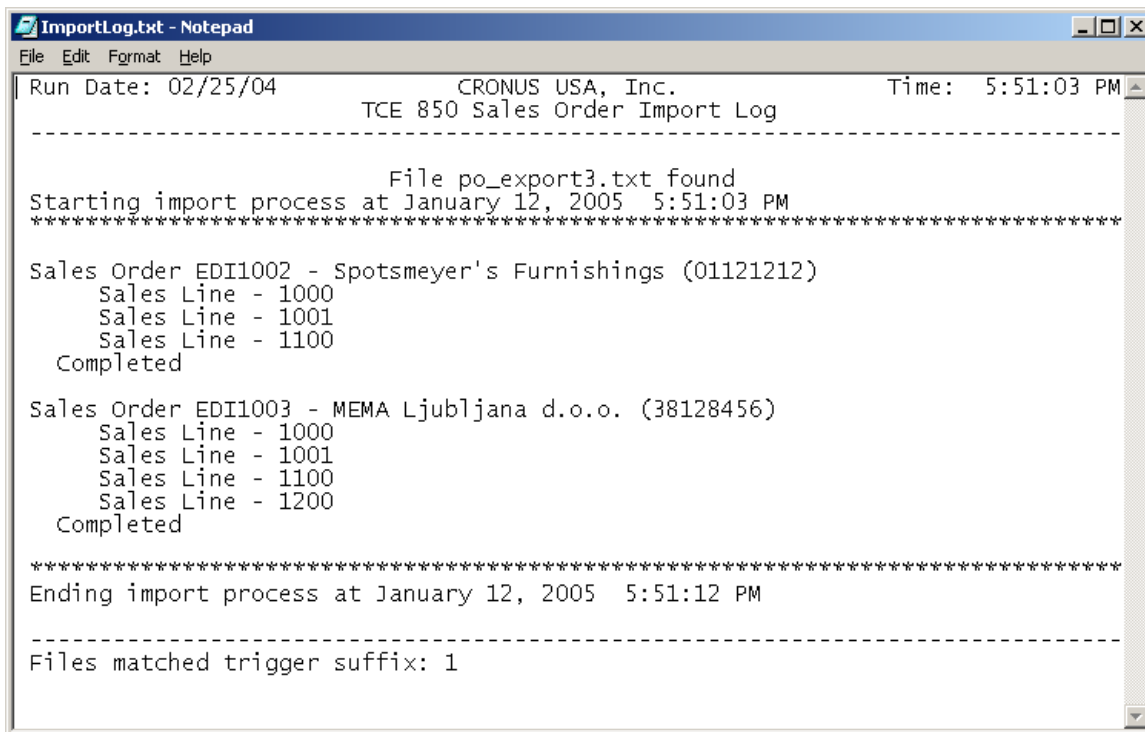 ImportLog.txt - Notepad
File Edit Format Help
Run Date: 02/25/04 CRONUS USA, Inc. Time: 5:51:03 PM
TCE 850 Sales Order Import Log
-------------------------------------------------------------------------------
File po_export3.txt found
Starting import process at January 12, 2005 5:51:03 PM
*******************************************************************************
Sales Order EDI1002 - Spotsmeyer's Furnishings (01121212)
Sales Line - 1000
Sales Line - 1001
Sales Line - 1100
Completed
Sales Order EDI1003 - MEMA Ljubljana d.o.o. (38128456)
Sales Line - 1000
Sales Line - 1001
Sales Line - 1100
Sales Line - 1200
Completed
*******************************************************************************
Ending import process at January 12, 2005 5:51:12 PM
-------------------------------------------------------------------------------
Files matched trigger suffix: 1